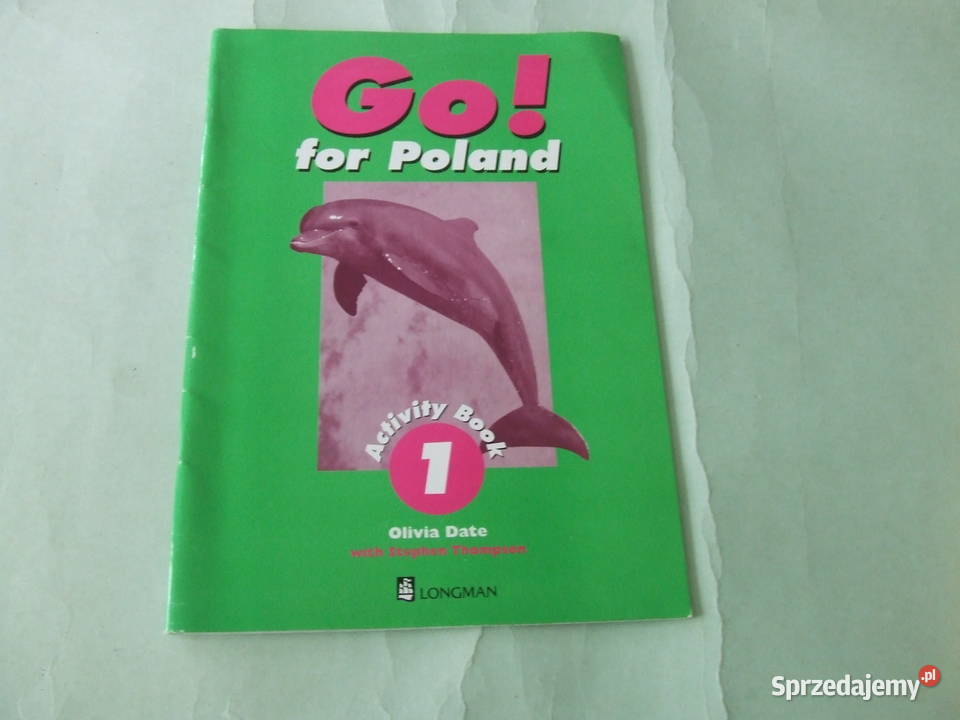 Go!
for Poland
Activity Book
1
Olivia Date
with Stephen Thompson
LONGMAN
Sprzedajemy.pl